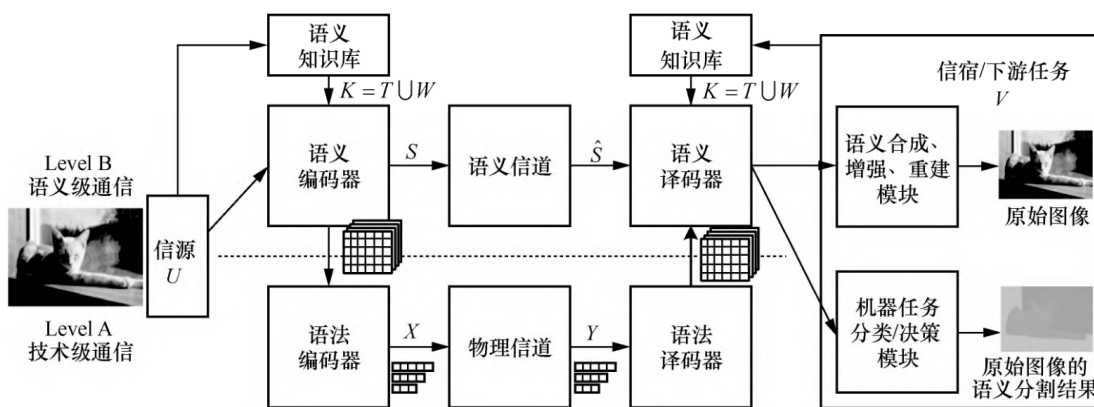 语义
知识库
语义
知识库
信宿/下游任务
V
K = T∪W
K = T∪W
Level B
语义级通信
语义
编码器
S
语义信道
Ŝ
语义
译码器
语义合成、
增强、重建
模块
原始图像
信源
U
Level A
技术级通信
语法
编码器
X
物理信道
Y
语法
译码器
机器任务
分类/决策
模块
原始图像的
语义分割结果